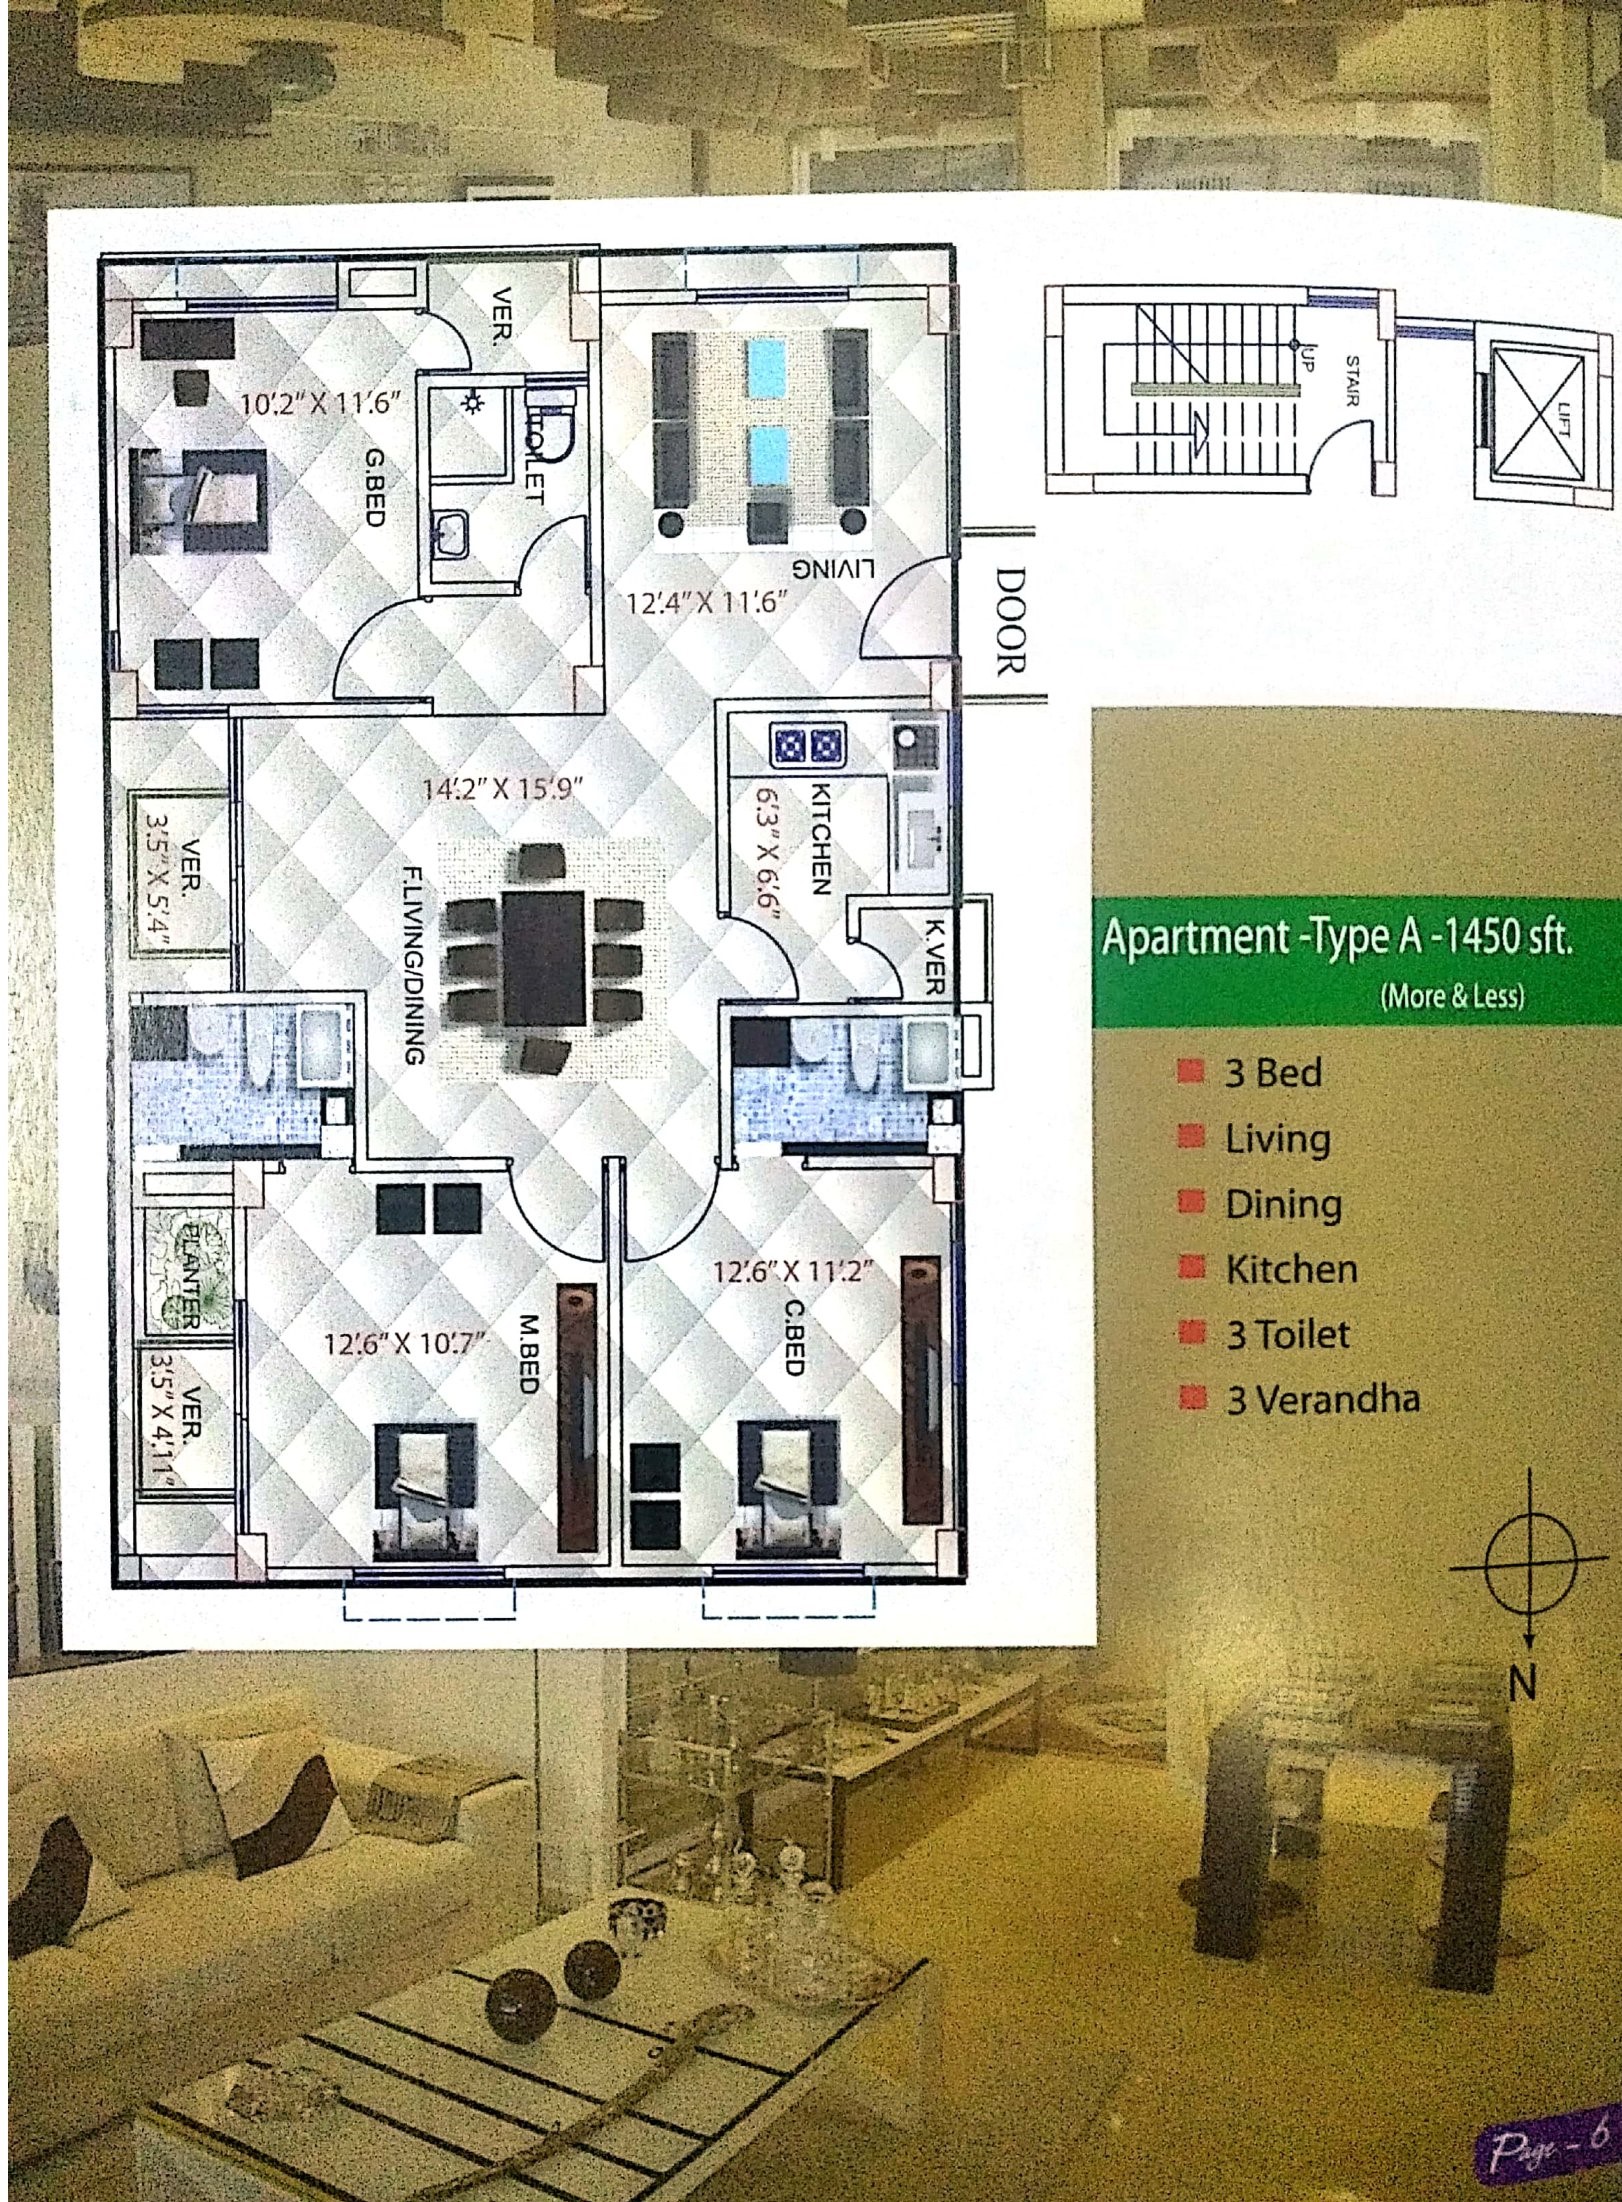 VER.
10'.2" X 11'.6"
G.BED
TOILET
LIVING
12'.4" X 11'.6"
DOOR
UP
STAIR
LIFT
14'.2" X 15'.9"
F.LIVING/DINING
KITCHEN
6'.3" X 6'.6"
K.VER
VER.
3'.5" X 5'.4"
PLANTER
VER.
3'.5" X 4'.11"
12'.6" X 10'.7"
M.BED
12'.6" X 11'.2"
C.BED
Apartment -Type A -1450 sft.
(More & Less)
3 Bed
Living
Dining
Kitchen
3 Toilet
3 Verandha
N
Page - 6